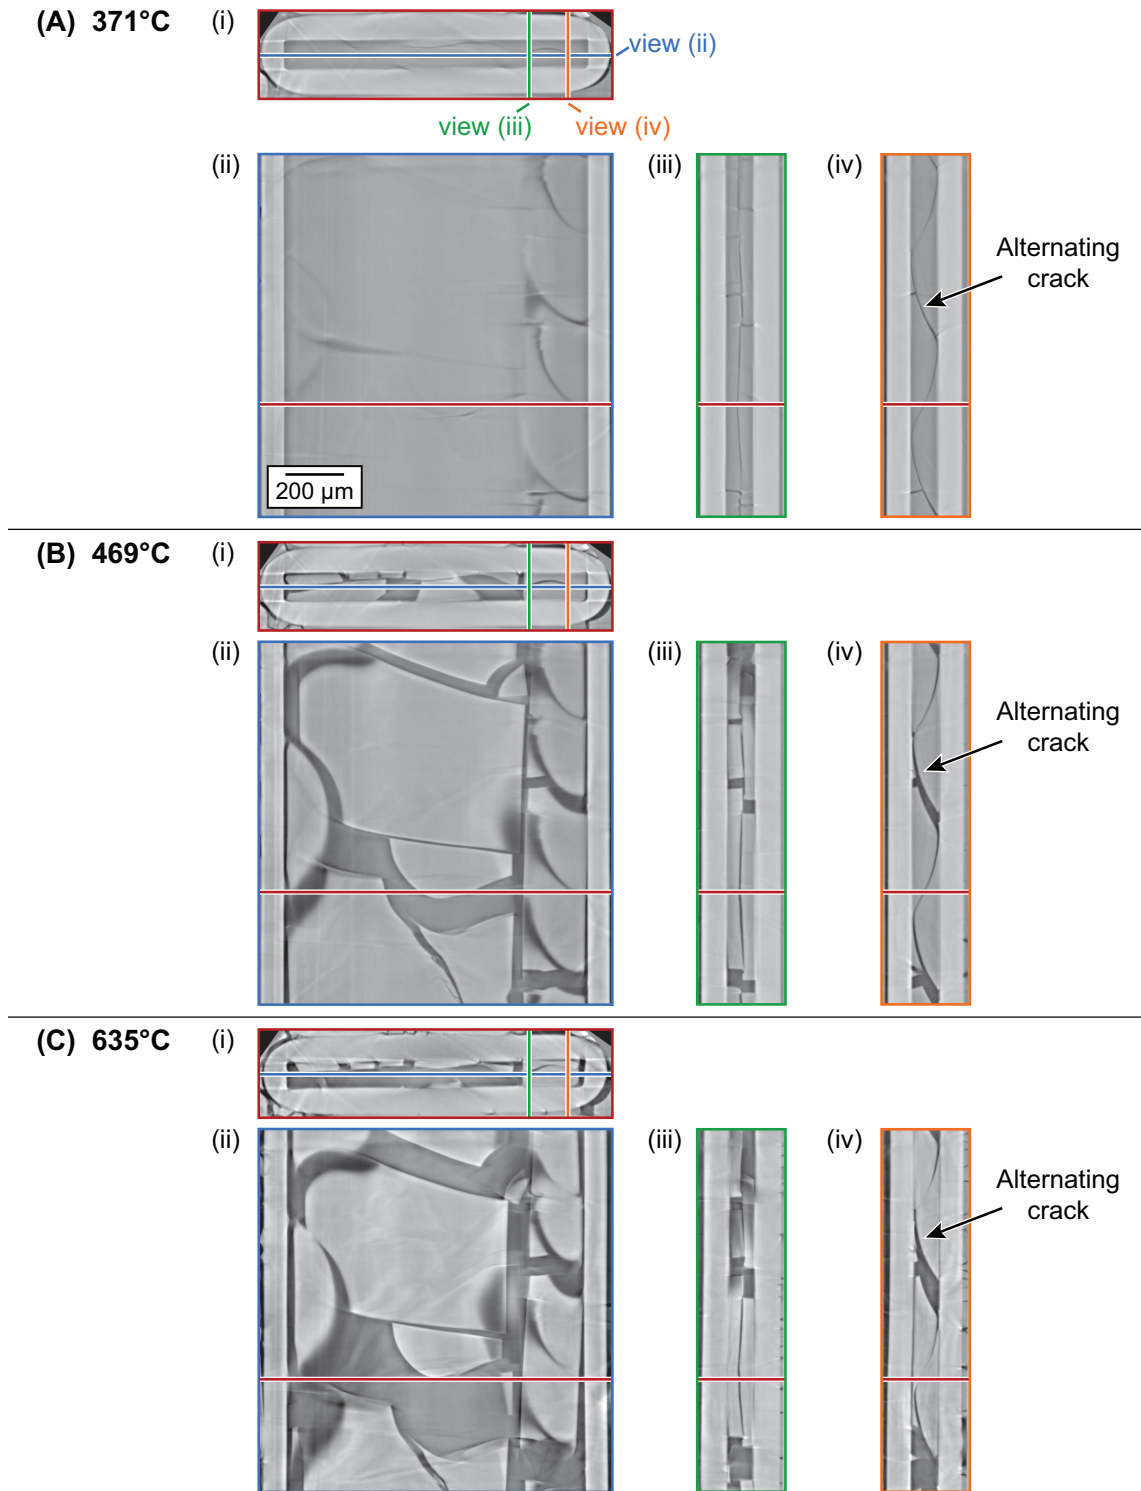 (A) 371°C
(i)
view (ii)
view (iii)
view (iv)
(ii)
(iii)
(iv)
Alternating
crack
200 µm
(B) 469°C
(i)
(ii)
(iii)
(iv)
Alternating
crack
(C) 635°C
(i)
(ii)
(iii)
(iv)
Alternating
crack